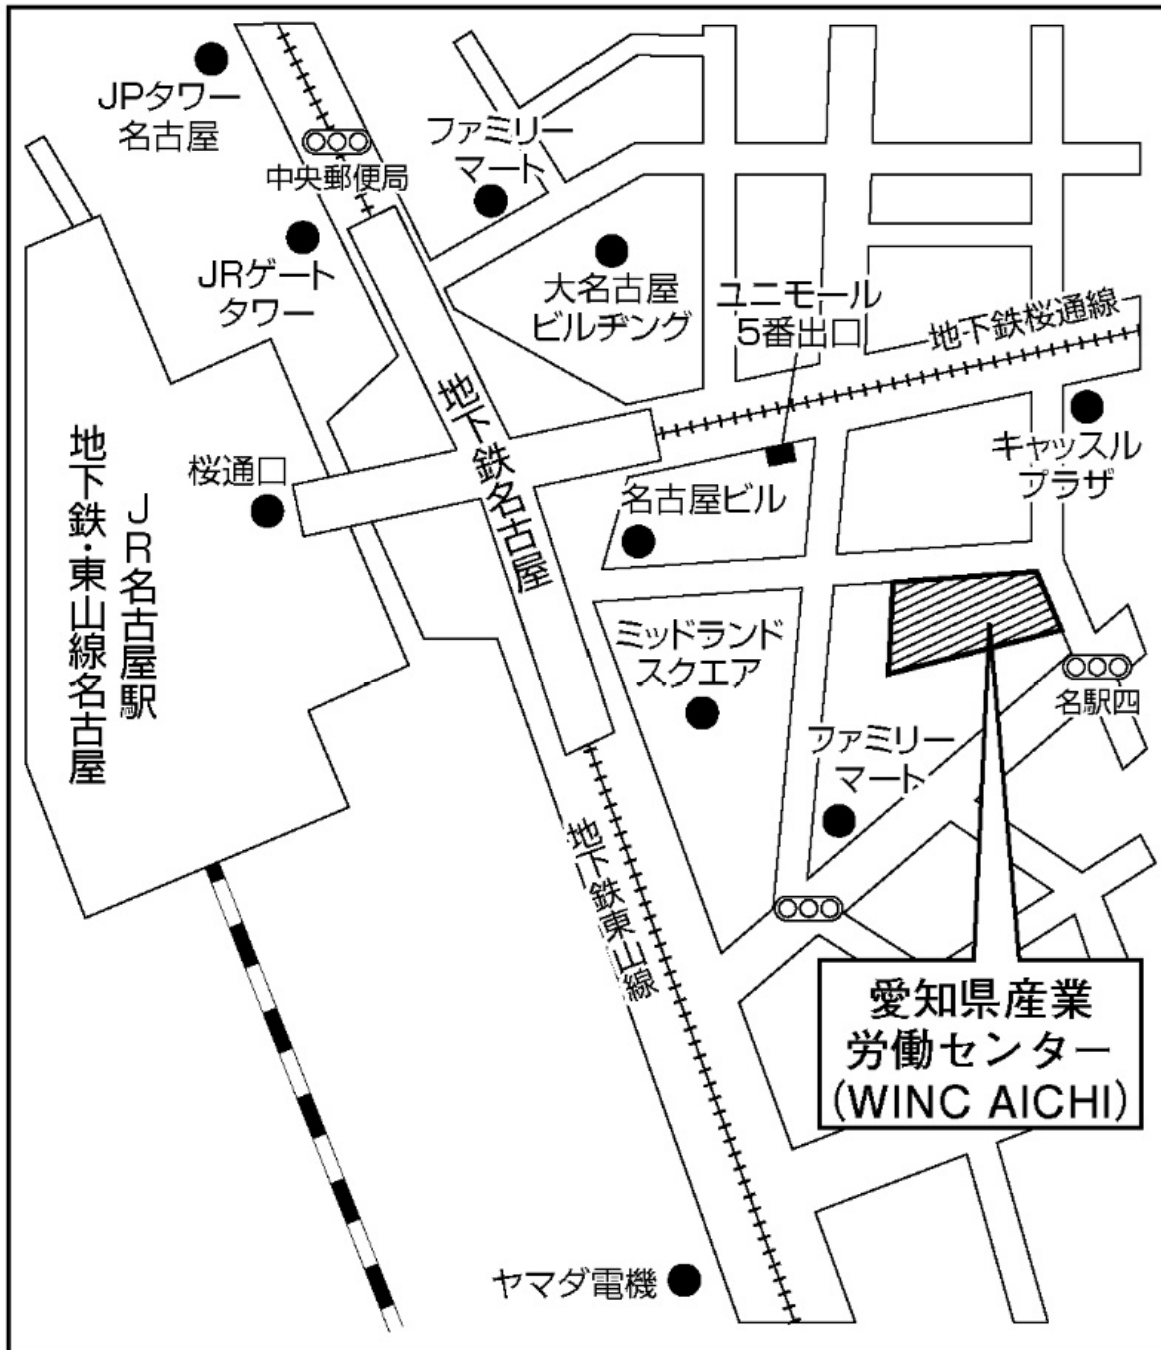 JPタワー
名古屋
中央郵便局
ファミリー
マート
JRゲート
タワー
大名古屋
ビルヂング
ユニモール
5番出口
地下鉄桜通線
地下鉄名古屋
キャッスル
プラザ
桜通口
名古屋ビル
JR名古屋駅
地下鉄・東山線名古屋
ミッドランド
スクエア
名駅四
ファミリー
マート
地下鉄東山線
愛知県産業
労働センター
(WINC AICHI)
ヤマダ電機